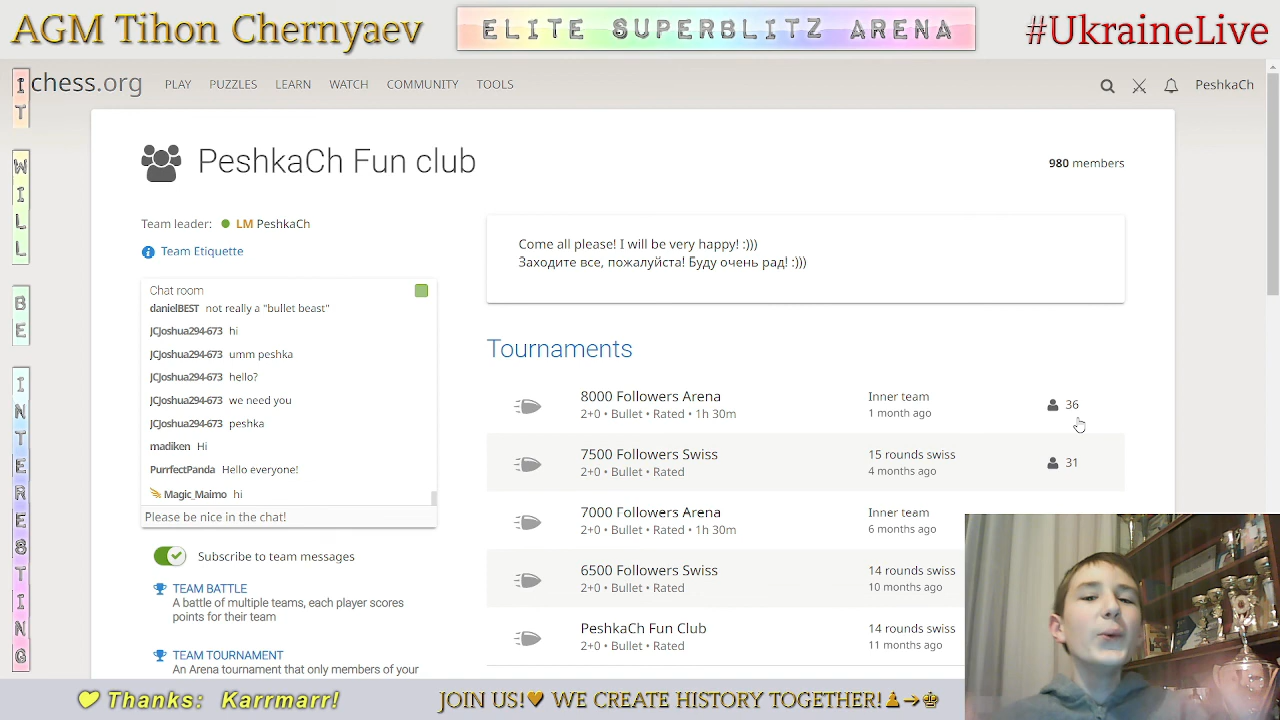 AGM Tihon Chernyaev
ELITE SUPERBLITZ ARENA
#UkraineLive
IT WILL BE INTERESTING
chess.org
PLAY PUZZLES LEARN WATCH COMMUNITY TOOLS
PeshkaCh
PeshkaCh Fun club
980 members
Team leader: LM PeshkaCh
Team Etiquette
Chat room
danielBEST not really a "bullet beast"
JCJoshua294-673 hi
JCJoshua294-673 umm peshka
JCJoshua294-673 hello?
JCJoshua294-673 we need you
JCJoshua294-673 peshka
madiken Hi
PurrfectPanda Hello everyone!
Magic_Maimo hi
Please be nice in the chat!
Subscribe to team messages
TEAM BATTLE
A battle of multiple teams, each player scores
points for their team
TEAM TOURNAMENT
An Arena tournament that only members of your
Come all please! I will be very happy! :)))
Заходите все, пожалуйста! Буду очень рад! :)))
Tournaments
8000 Followers Arena Inner team 36
2+0 • Bullet • Rated • 1h 30m 1 month ago
7500 Followers Swiss 15 rounds swiss 31
2+0 • Bullet • Rated 4 months ago
7000 Followers Arena Inner team
2+0 • Bullet • Rated • 1h 30m 6 months ago
6500 Followers Swiss 14 rounds swiss
2+0 • Bullet • Rated 10 months ago
PeshkaCh Fun Club 14 rounds swiss
2+0 • Bullet • Rated 11 months ago
Thanks: Karrmarr!
JOIN US! WE CREATE HISTORY TOGETHER!